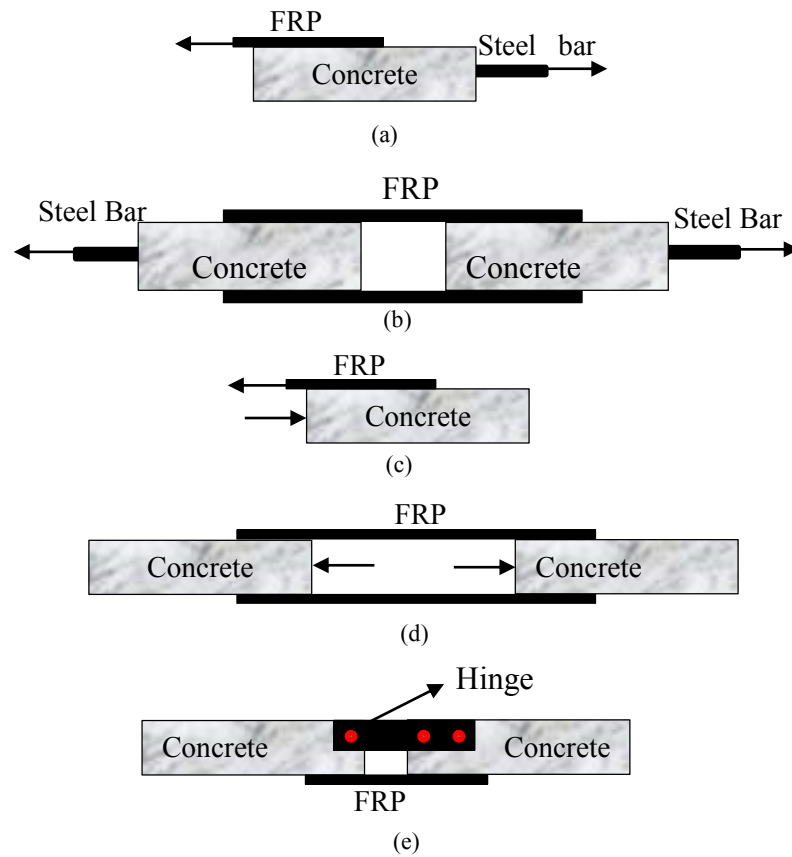 FRP
Steel bar
Concrete
(a)
FRP
Steel Bar
Steel Bar
Concrete
Concrete
(b)
FRP
Concrete
(c)
FRP
Concrete
Concrete
(d)
Hinge
Concrete
Concrete
FRP
(e)